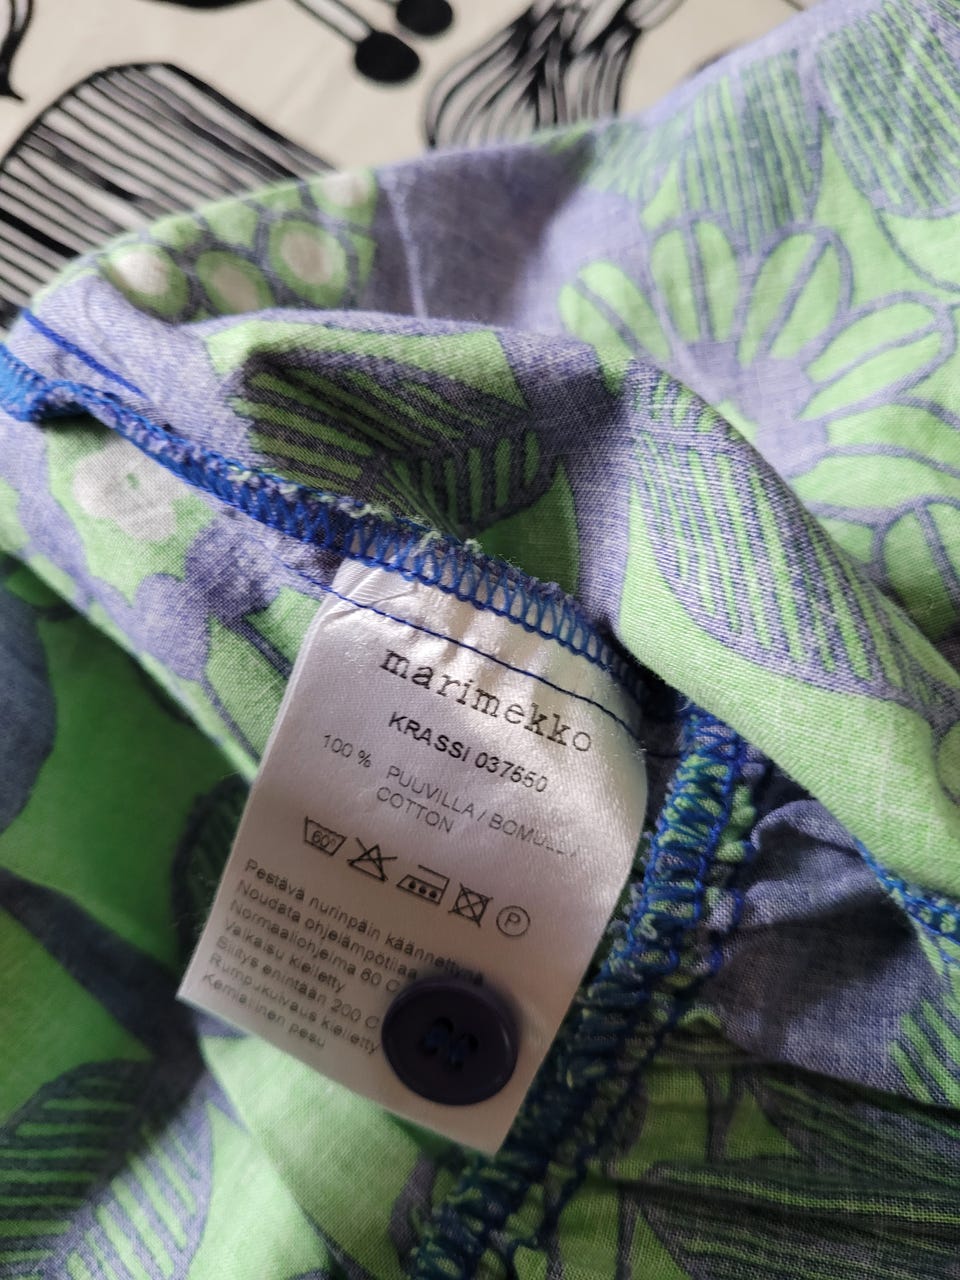 marimekko
KRASSI 037650
100 % PUUVILLA / BOMULL /
COTTON
60°
P
Pestävä nurinpäin käännettynä
Noudata ohjelämpötilaa
Normaaliohjelma 60 C
Valkaisu kielletty
Silitys enintään 200 C
Rumpukuivaus kielletty
Kemiallinen pesu